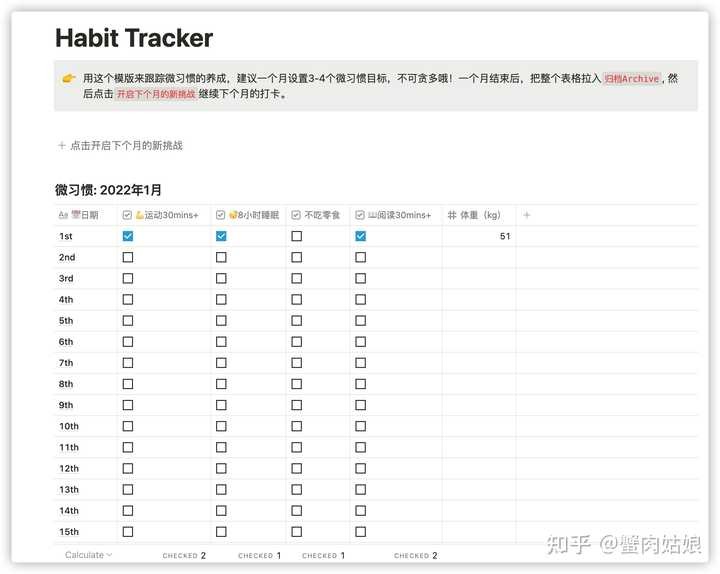 Habit Tracker
👉 用这个模版来跟踪微习惯的养成，建议一个月设置3-4个微习惯目标，不可贪多哦！一个月结束后，把整个表格拉入 归档Archive，然
后点击 开启下个月的新挑战 继续下个月的打卡。
+ 点击开启下个月的新挑战
微习惯: 2022年1月
Aa 📅日期 💪运动30mins+ 😴8小时睡眠 不吃零食 📖阅读30mins+ 体重（kg） +
1st 51
2nd
3rd
4th
5th
6th
7th
8th
9th
10th
11th
12th
13th
14th
15th
Calculate CHECKED 2 CHECKED 1 CHECKED 1 CHECKED 2
知乎 @蟹肉姑娘